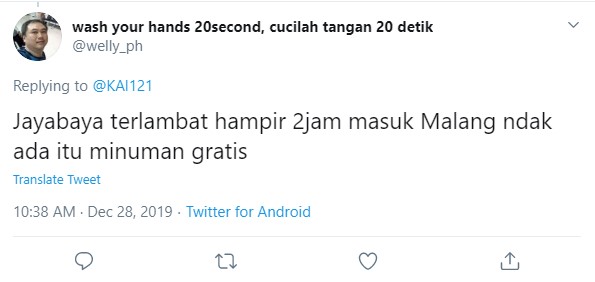 wash your hands 20second, cucilah tangan 20 detik
@welly_ph
Replying to @KAI121
Jayabaya terlambat hampir 2jam masuk Malang ndak
ada itu minuman gratis
Translate Tweet
10:38 AM · Dec 28, 2019 · Twitter for Android